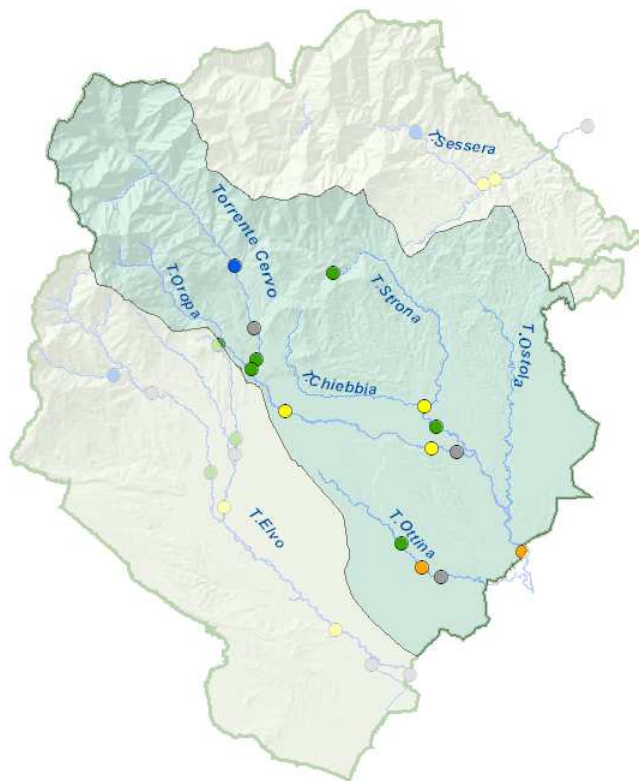 T.Sessera
Torrente Cervo
T.Oropa
T.Strona
T.Ostola
T.Chiebbia
T.Elvo
T.Ottina